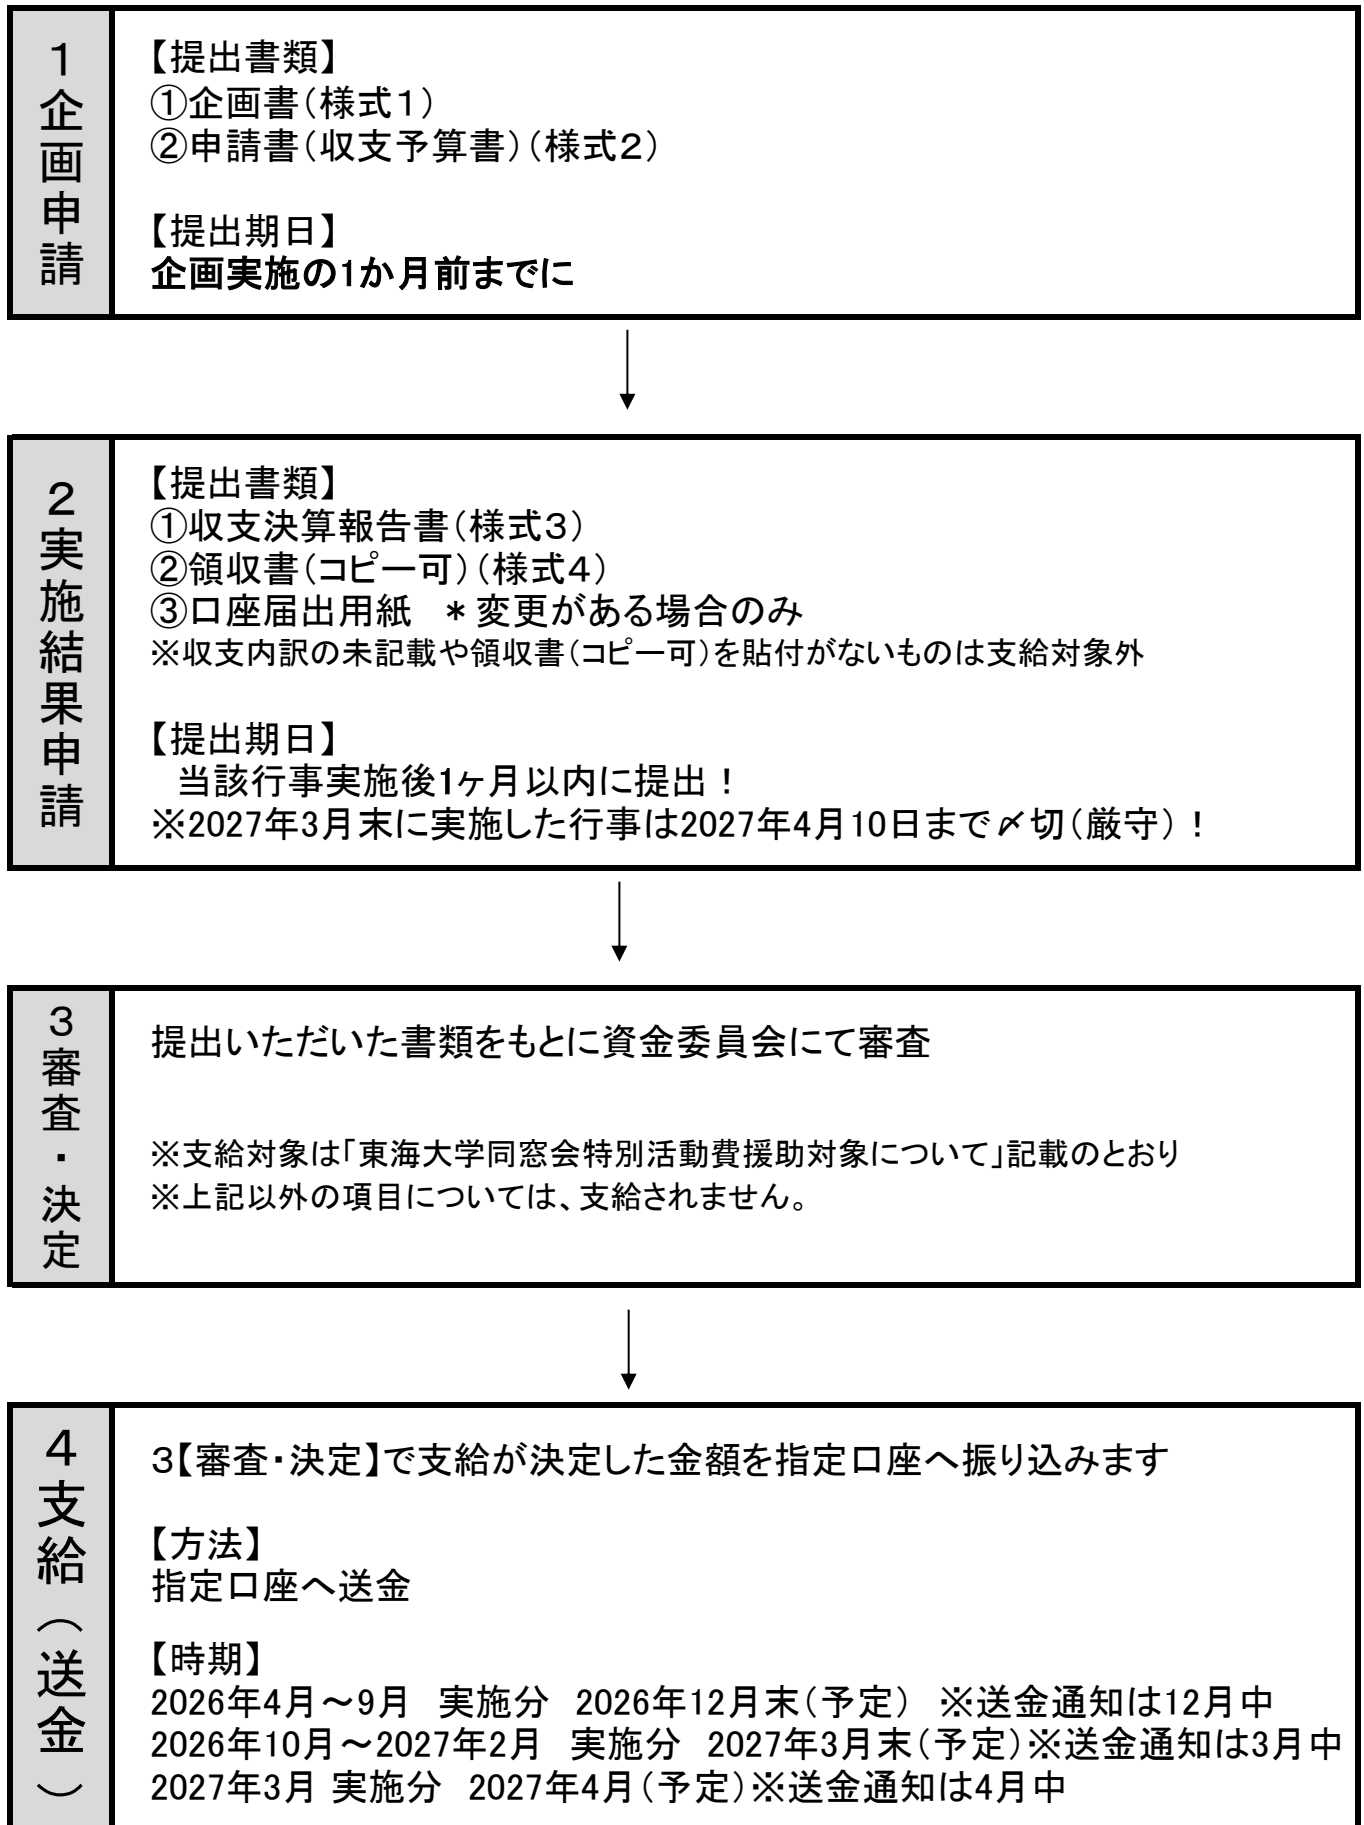 1企画申請
【提出書類】
①企画書（様式１）
②申請書（収支予算書）（様式２）
【提出期日】
企画実施の1か月前までに
２実施結果申請
【提出書類】
①収支決算報告書（様式３）
②領収書（コピー可）（様式４）
③口座届出用紙　＊変更がある場合のみ
※収支内訳の未記載や領収書（コピー可）を貼付がないものは支給対象外
【提出期日】
当該行事実施後1ヶ月以内に提出！
※2027年3月末に実施した行事は2027年4月10日まで〆切（厳守）！
３審査・決定
提出いただいた書類をもとに資金委員会にて審査
※支給対象は「東海大学同窓会特別活動費援助対象について」記載のとおり
※上記以外の項目については、支給されません。
４支給（送金）
３【審査・決定】で支給が決定した金額を指定口座へ振り込みます
【方法】
指定口座へ送金
【時期】
2026年4月～9月　実施分　2026年12月末（予定）　※送金通知は12月中
2026年10月～2027年2月　実施分　2027年3月末（予定）※送金通知は3月中
2027年3月 実施分　2027年4月（予定）※送金通知は4月中